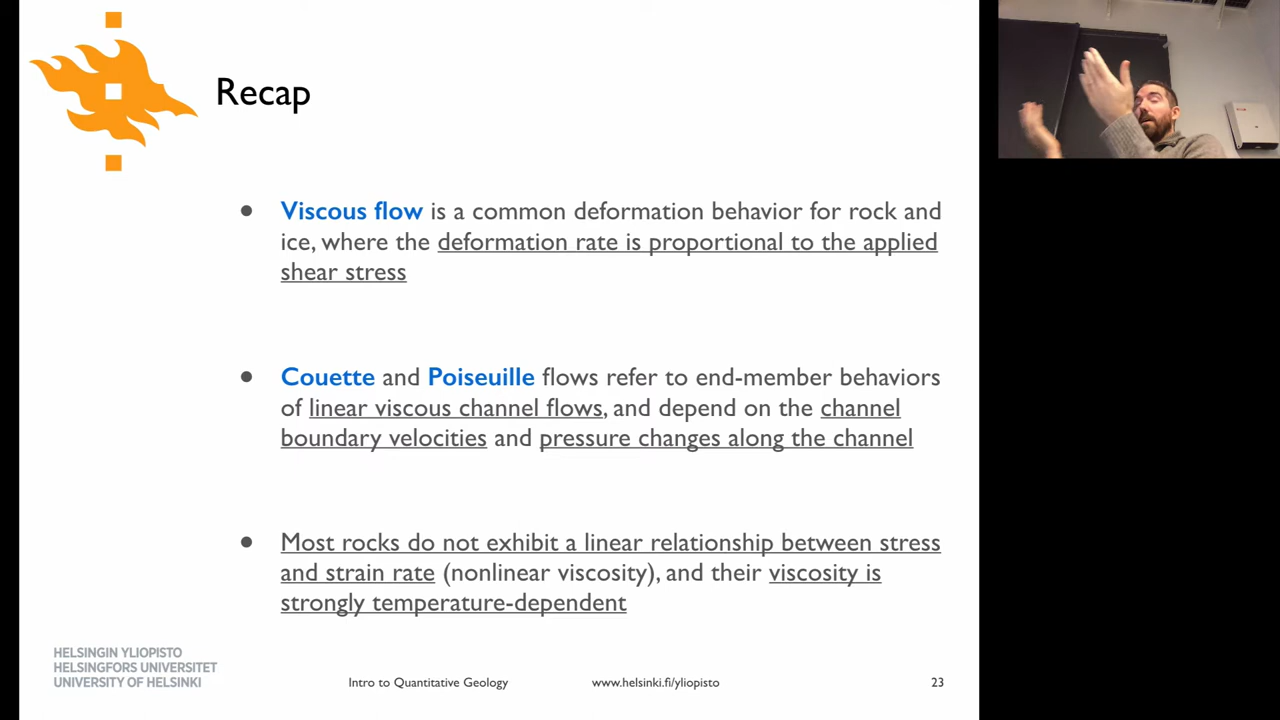 Recap
● Viscous flow is a common deformation behavior for rock and
ice, where the deformation rate is proportional to the applied
shear stress
● Couette and Poiseuille flows refer to end-member behaviors
of linear viscous channel flows, and depend on the channel
boundary velocities and pressure changes along the channel
● Most rocks do not exhibit a linear relationship between stress
and strain rate (nonlinear viscosity), and their viscosity is
strongly temperature-dependent
HELSINGIN YLIOPISTO
HELSINGFORS UNIVERSITET
UNIVERSITY OF HELSINKI
Intro to Quantitative Geology
www.helsinki.fi/yliopisto
23